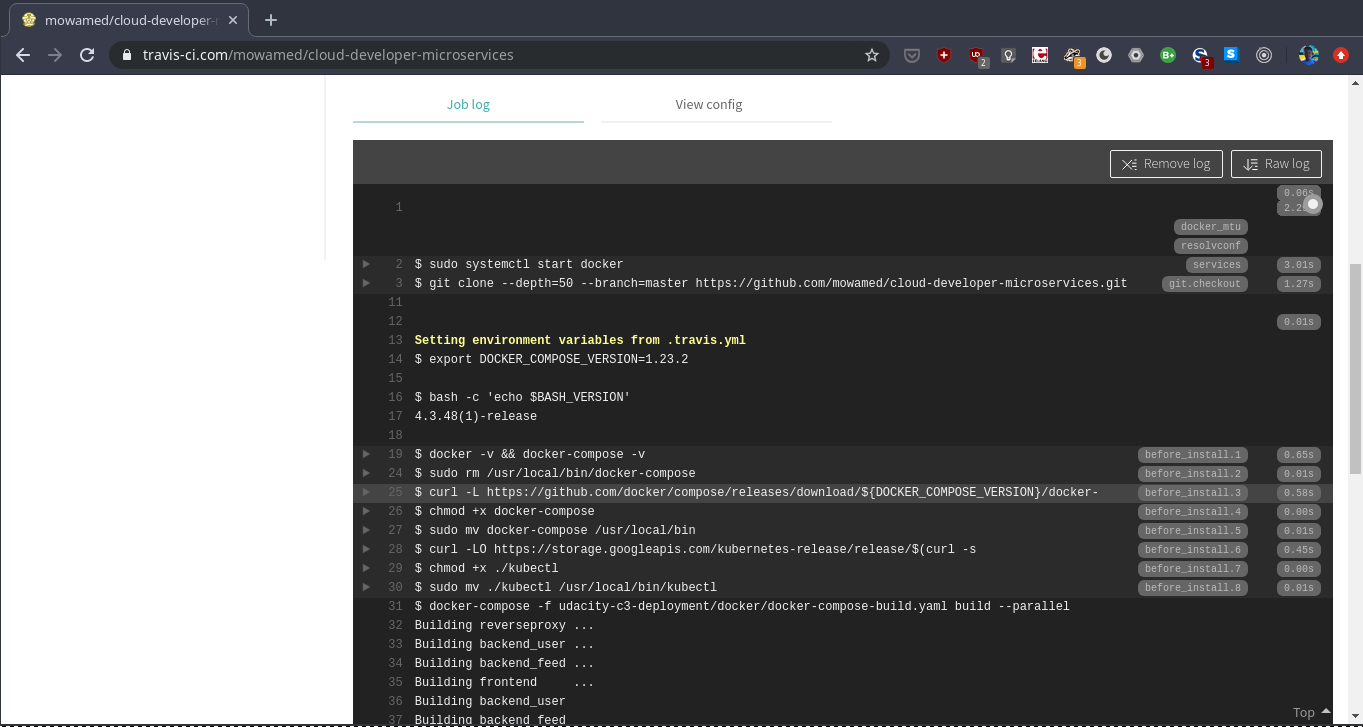 mowamed/cloud-developer-
travis-ci.com/mowamed/cloud-developer-microservices
2
3
B+
3
S
Job log
View config
Remove log
Raw log
0.06s
1
docker_mtu
resolvconf
2 $ sudo systemctl start docker services 3.01s
3 $ git clone --depth=50 --branch=master https://github.com/mowamed/cloud-developer-microservices.git git.checkout 1.27s
11
12 0.01s
13 Setting environment variables from .travis.yml
14 $ export DOCKER_COMPOSE_VERSION=1.23.2
15
16 $ bash -c 'echo $BASH_VERSION'
17 4.3.48(1)-release
18
19 $ docker -v && docker-compose -v before_install.1 0.65s
24 $ sudo rm /usr/local/bin/docker-compose before_install.2 0.01s
25 $ curl -L https://github.com/docker/compose/releases/download/${DOCKER_COMPOSE_VERSION}/docker- before_install.3 0.58s
26 $ chmod +x docker-compose before_install.4 0.00s
27 $ sudo mv docker-compose /usr/local/bin before_install.5 0.01s
28 $ curl -LO https://storage.googleapis.com/kubernetes-release/release/$(curl -s before_install.6 0.45s
29 $ chmod +x ./kubectl before_install.7 0.00s
30 $ sudo mv ./kubectl /usr/local/bin/kubectl before_install.8 0.01s
31 $ docker-compose -f udacity-c3-deployment/docker/docker-compose-build.yaml build --parallel
32 Building reverseproxy ...
33 Building backend_user ...
34 Building backend_feed ...
35 Building frontend     ...
36 Building backend_user
37 Building backend_feed
Top